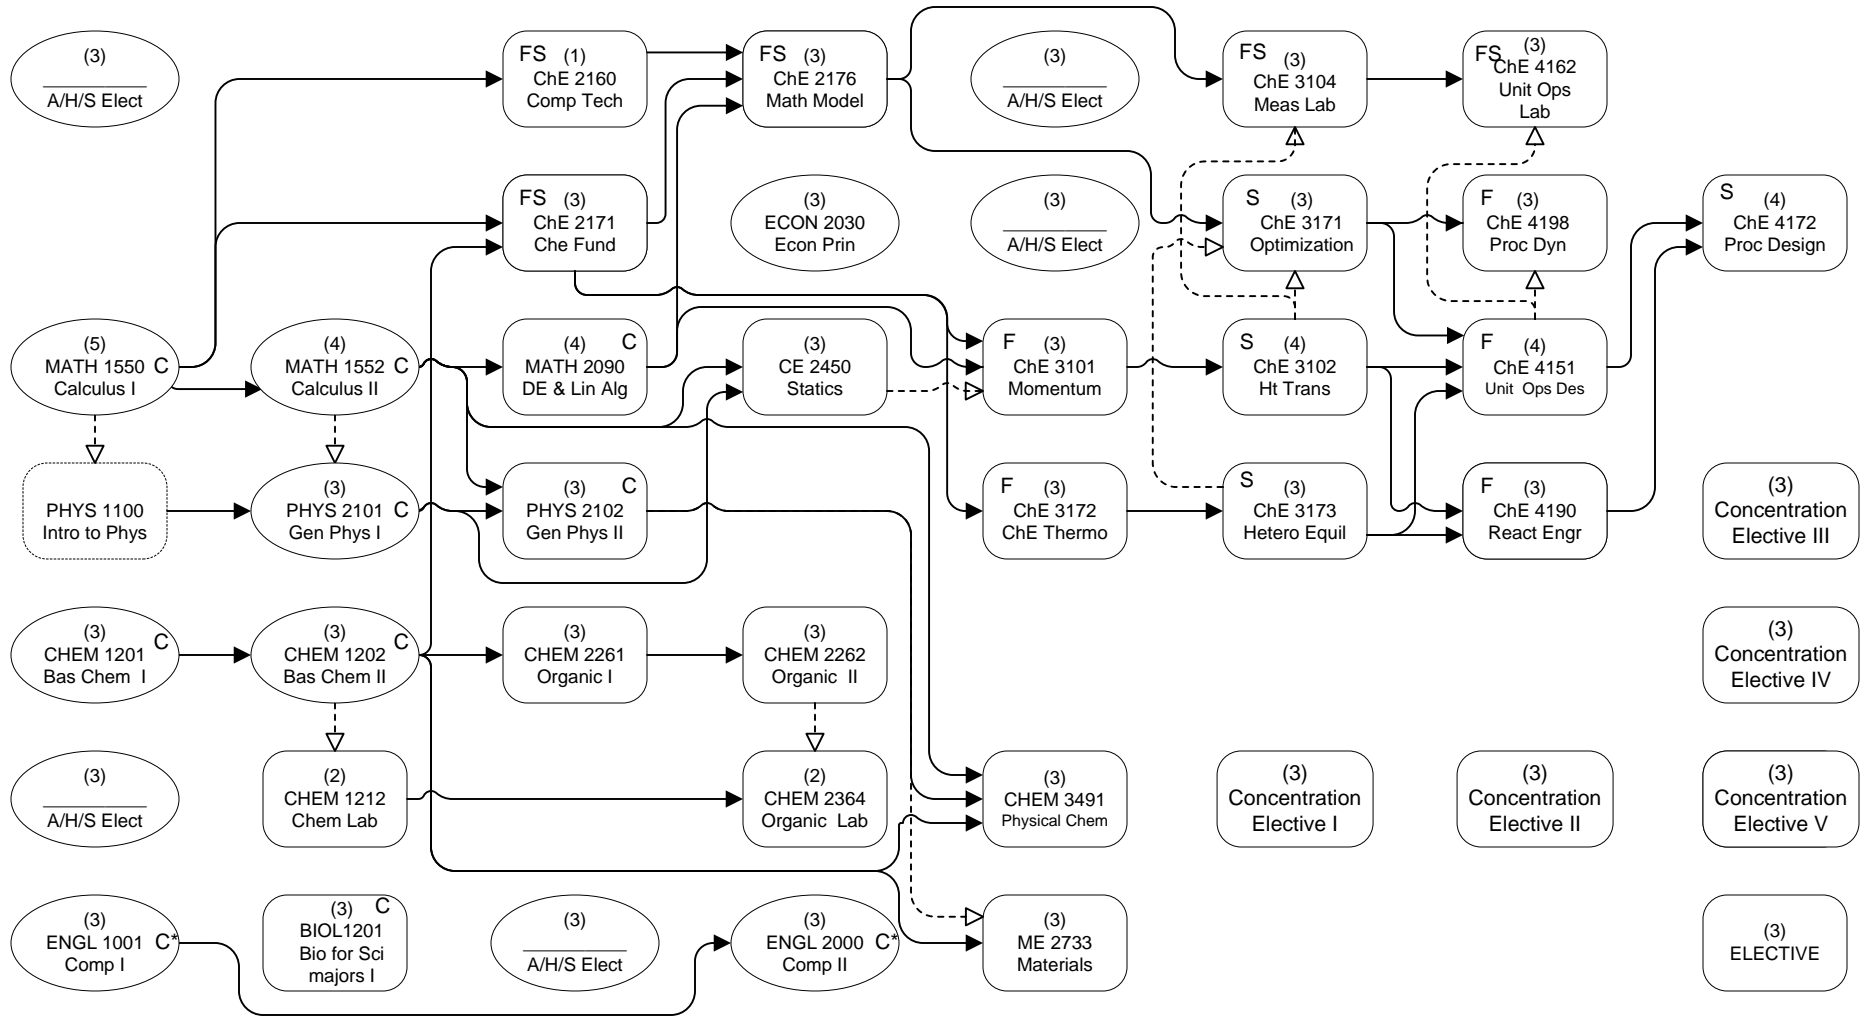 (3)
A/H/S Elect
FS (1)
ChE 2160
Comp Tech
FS (3)
ChE 2176
Math Model
(3)
A/H/S Elect
FS (3)
ChE 3104
Meas Lab
FS (3)
ChE 4162
Unit Ops
Lab
FS (3)
ChE 2171
Che Fund
(3)
ECON 2030
Econ Prin
(3)
A/H/S Elect
S (3)
ChE 3171
Optimization
F (3)
ChE 4198
Proc Dyn
S (4)
ChE 4172
Proc Design
(5)
MATH 1550 C
Calculus I
(4)
MATH 1552 C
Calculus II
(4) C
MATH 2090
DE & Lin Alg
(3)
CE 2450
Statics
F (3)
ChE 3101
Momentum
S (4)
ChE 3102
Ht Trans
F (4)
ChE 4151
Unit Ops Des
PHYS 1100
Intro to Phys
(3)
PHYS 2101 C
Gen Phys I
(3) C
PHYS 2102
Gen Phys II
F (3)
ChE 3172
ChE Thermo
S (3)
ChE 3173
Hetero Equil
F (3)
ChE 4190
React Engr
(3)
Concentration
Elective III
(3)
CHEM 1201 C
Bas Chem I
(3)
CHEM 1202 C
Bas Chem II
(3)
CHEM 2261
Organic I
(3)
CHEM 2262
Organic II
(3)
Concentration
Elective IV
(3)
A/H/S Elect
(2)
CHEM 1212
Chem Lab
(2)
CHEM 2364
Organic Lab
(3)
CHEM 3491
Physical Chem
(3)
Concentration
Elective I
(3)
Concentration
Elective II
(3)
Concentration
Elective V
(3)
ENGL 1001 C*
Comp I
(3) C
BIOL1201
Bio for Sci
majors I
(3)
A/H/S Elect
(3)
ENGL 2000 C*
Comp II
(3)
ME 2733
Materials
(3)
ELECTIVE